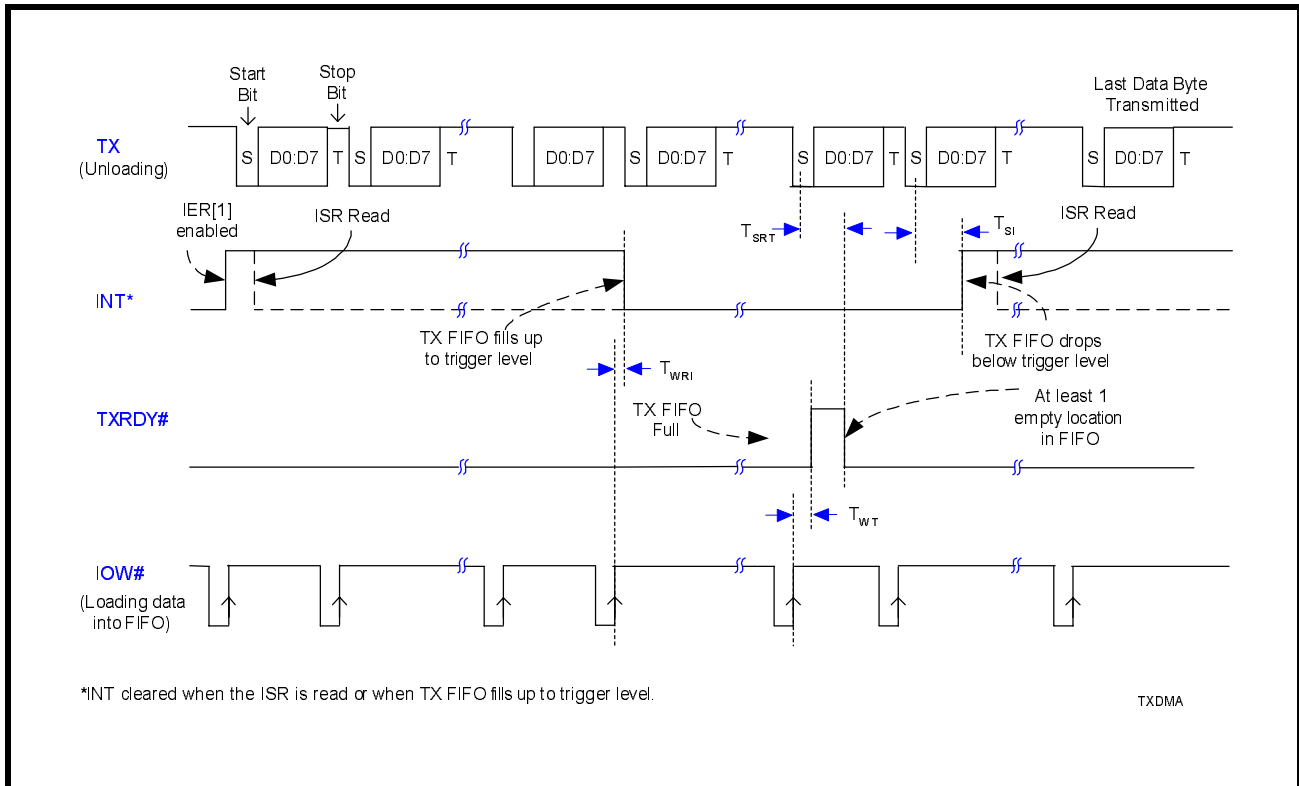 Start
Bit
Stop
Bit
Last Data Byte
Transmitted
TX
(Unloading)
S D0:D7 T S D0:D7 T D0:D7 S D0:D7 T S D0:D7 T S D0:D7 T S D0:D7 T
IER[1]
enabled
ISR Read
TSRT
TSI
ISR Read
INT*
TX FIFO fills up
to trigger level
TX FIFO drops
below trigger level
TWRI
TXRDY#
TX FIFO
Full
At least 1
empty location
in FIFO
TWT
IOW#
(Loading data
into FIFO)
*INT cleared when the ISR is read or when TX FIFO fills up to trigger level.
TXDMA